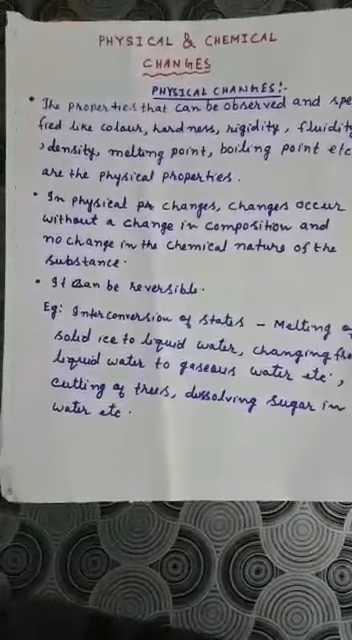 PHYSICAL & CHEMICAL
CHANGES
PHYSICAL CHANGES:-
• The properties that can be observed and spe
fied like colour, hardness, rigidity, fluidity
, density, melting point, boiling point etc
are the physical properties.
• In physical changes, changes occur
without a change in composition and
no change in the chemical nature of the
substance.
• It can be reversible.
Eg: Interconversion of states - Melting of
solid ice to liquid water, changing fro
liquid water to gaseous water etc,
cutting of trees, dissolving sugar in
water etc.